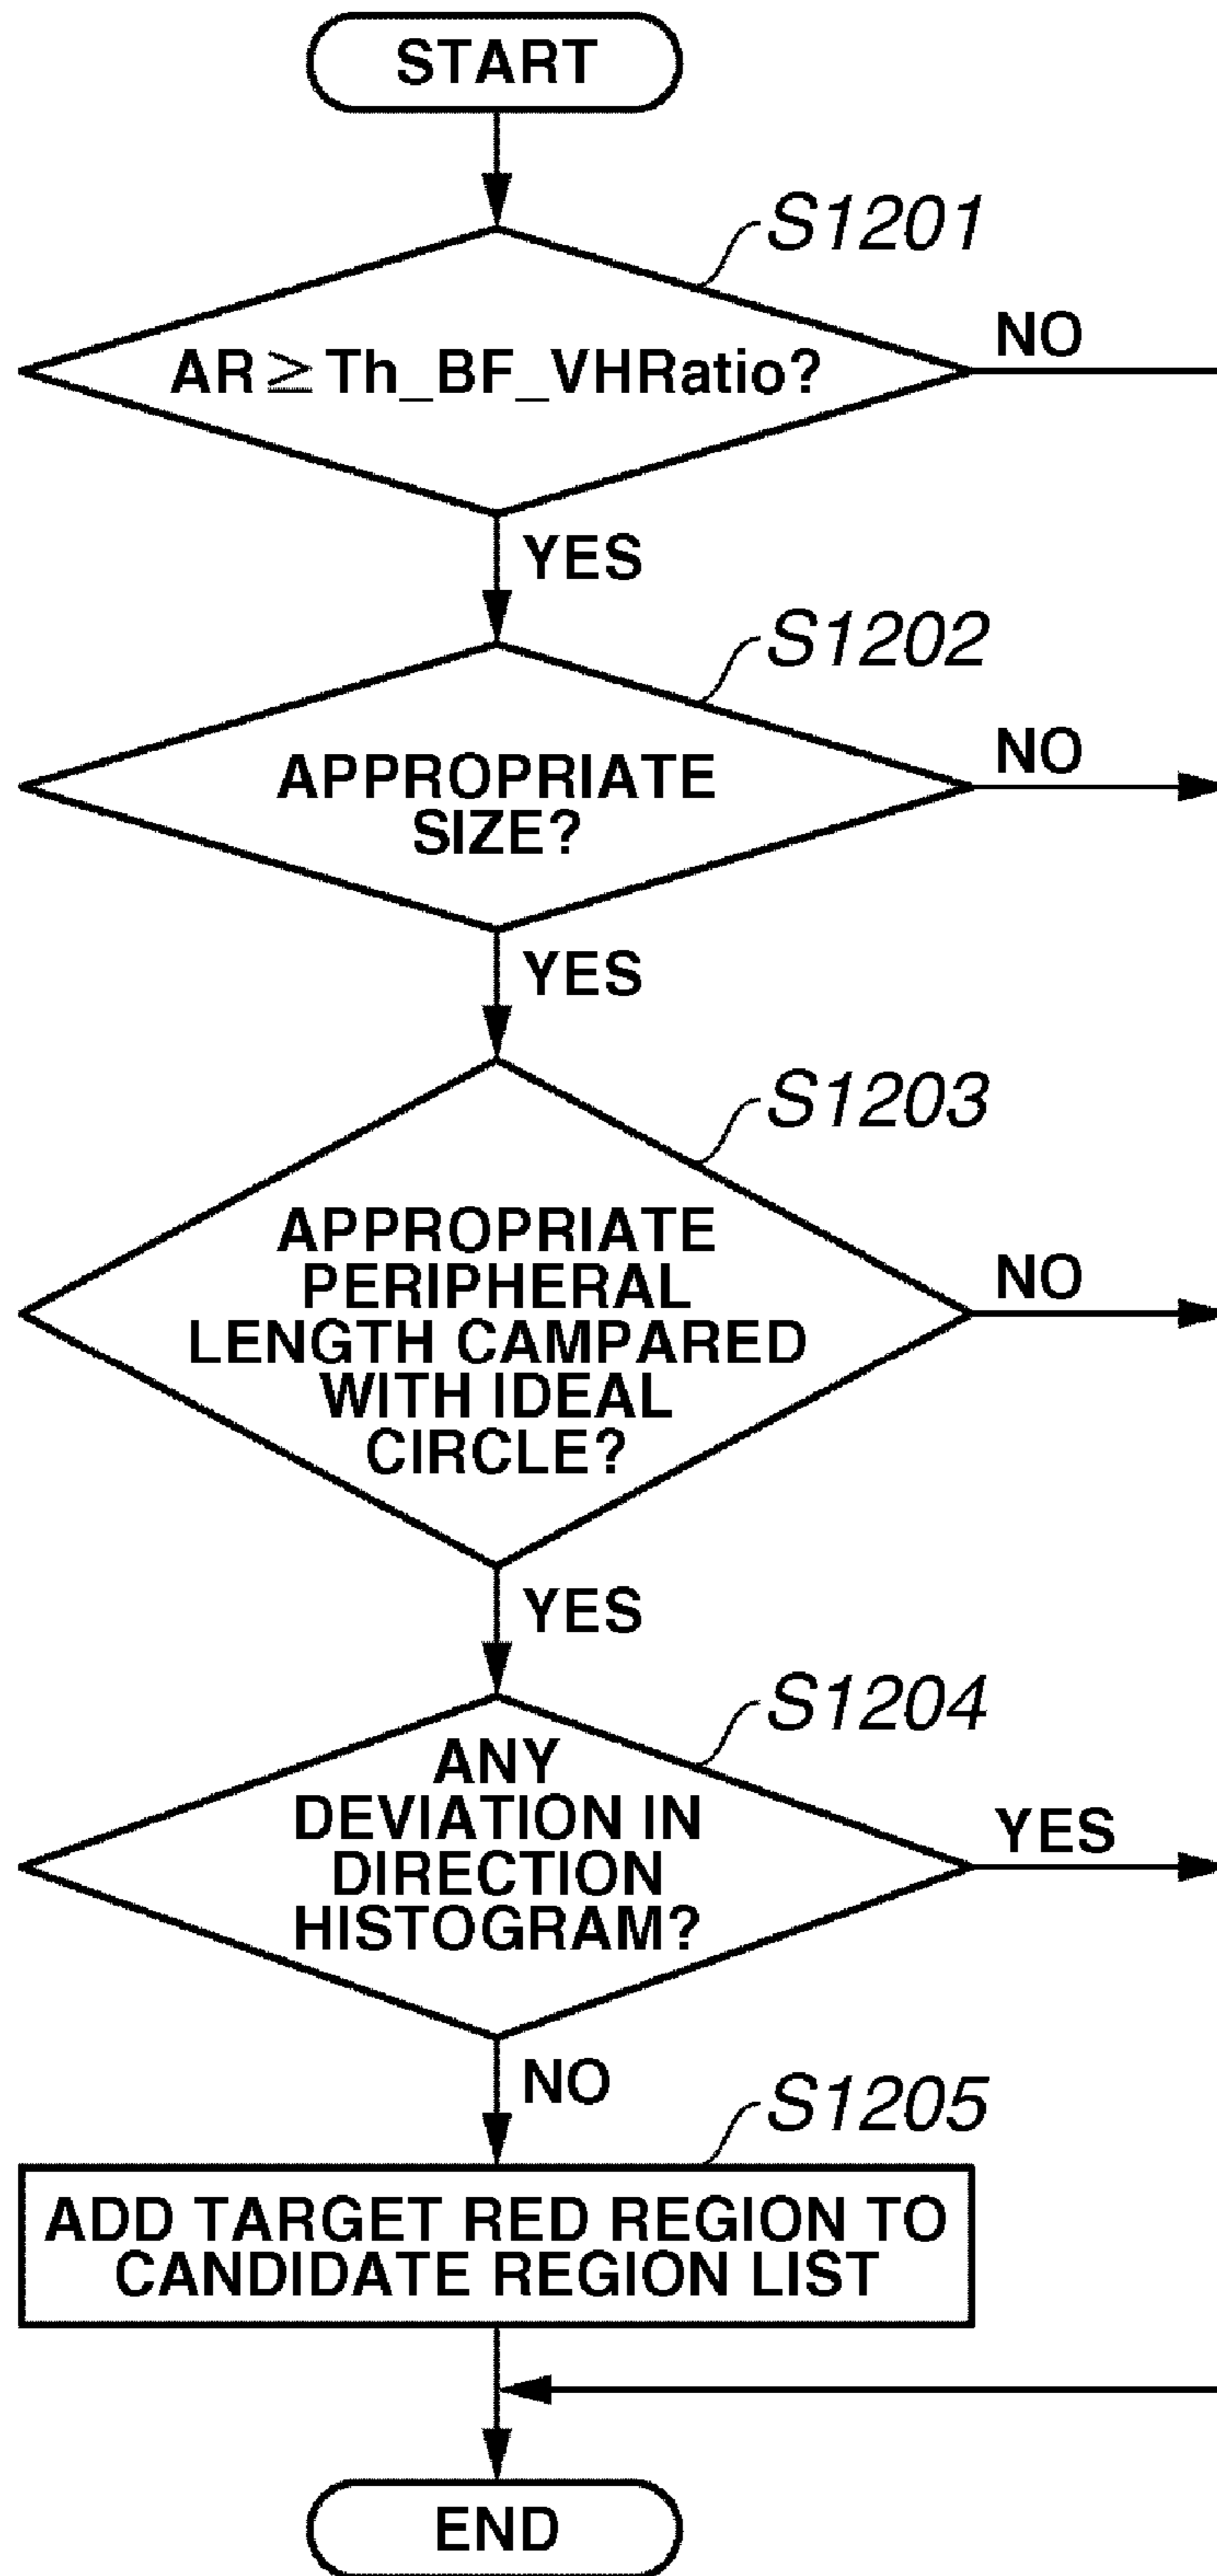 START
S1201
AR≧Th_BF_VHRatio?
NO
YES
S1202
APPROPRIATE
SIZE?
NO
YES
S1203
APPROPRIATE
PERIPHERAL
LENGTH CAMPARED
WITH IDEAL
CIRCLE?
NO
YES
S1204
ANY
DEVIATION IN
DIRECTION
HISTOGRAM?
YES
NO
S1205
ADD TARGET RED REGION TO
CANDIDATE REGION LIST
END